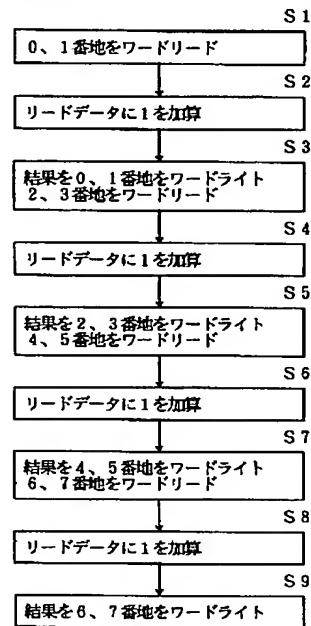 S1
0、1番地をワードリード
S2
リードデータに1を加算
S3
結果を0、1番地をワードライト
2、3番地をワードリード
S4
リードデータに1を加算
S5
結果を2、3番地をワードライト
4、5番地をワードリード
S6
リードデータに1を加算
S7
結果を4、5番地をワードライト
6、7番地をワードリード
S8
リードデータに1を加算
S9
結果を6、7番地をワードライト